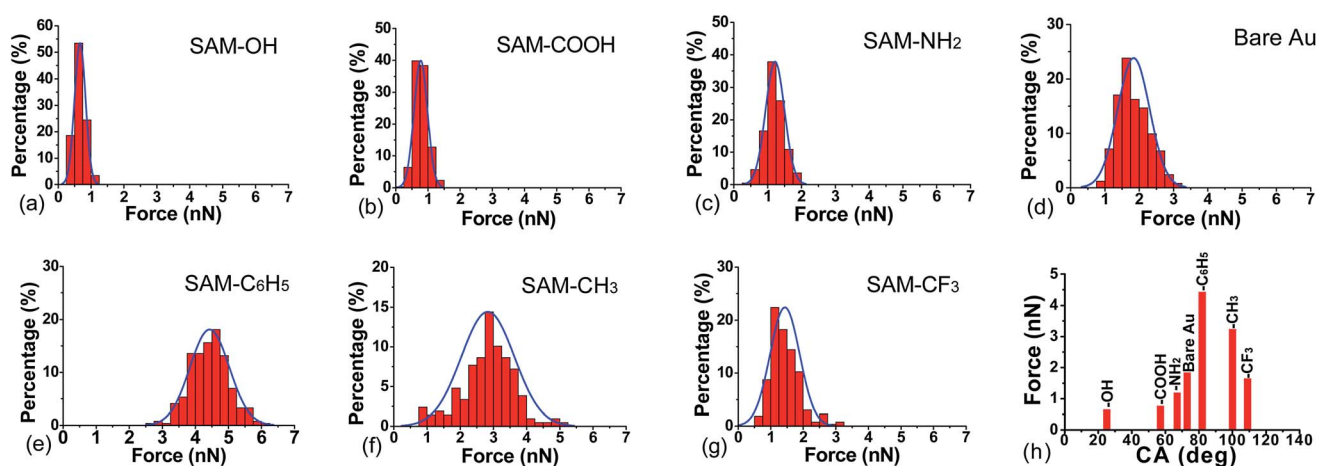 SAM-OH
Percentage (%)
60
50
40
30
20
10
0
0 1 2 3 4 5 6 7
Force (nN)
(a)
SAM-COOH
Percentage (%)
50
40
30
20
10
0
0 1 2 3 4 5 6 7
Force (nN)
(b)
SAM-NH2
Percentage (%)
50
40
30
20
10
0
0 1 2 3 4 5 6 7
Force (nN)
(c)
Bare Au
Percentage (%)
30
20
10
0
0 1 2 3 4 5 6 7
Force (nN)
(d)
SAM-C6H5
Percentage (%)
30
20
10
0
0 1 2 3 4 5 6 7
Force (nN)
(e)
SAM-CH3
Percentage (%)
20
15
10
5
0
0 1 2 3 4 5 6 7
Force (nN)
(f)
SAM-CF3
Percentage (%)
30
20
10
0
0 1 2 3 4 5 6 7
Force (nN)
(g)
Force (nN)
5
4
3
2
1
0
-OH
-COOH
-NH2
Bare Au
-C6H5
-CH3
-CF3
0 20 40 60 80 100 120 140
CA (deg)
(h)